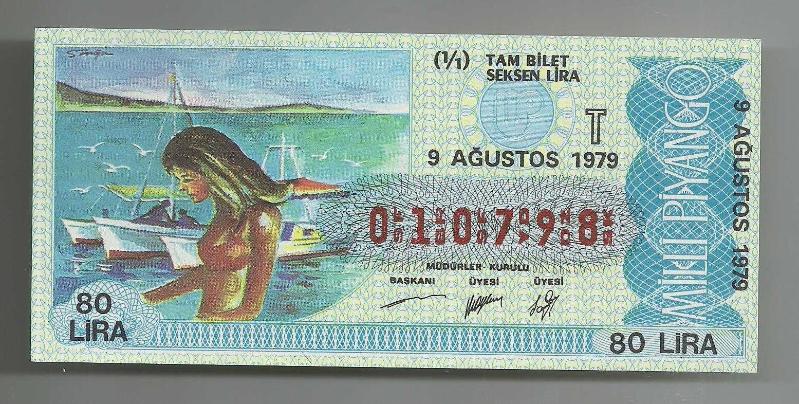 (1/1) TAM BİLET
SEKSEN LİRA
T
9 AĞUSTOS 1979
0 1 0 7 9 8
MÜDÜRLER KURULU
BAŞKANI ÜYESİ ÜYESİ
80
LİRA
80 LİRA
MİLLİ PİYANGO
9 AĞUSTOS 1979